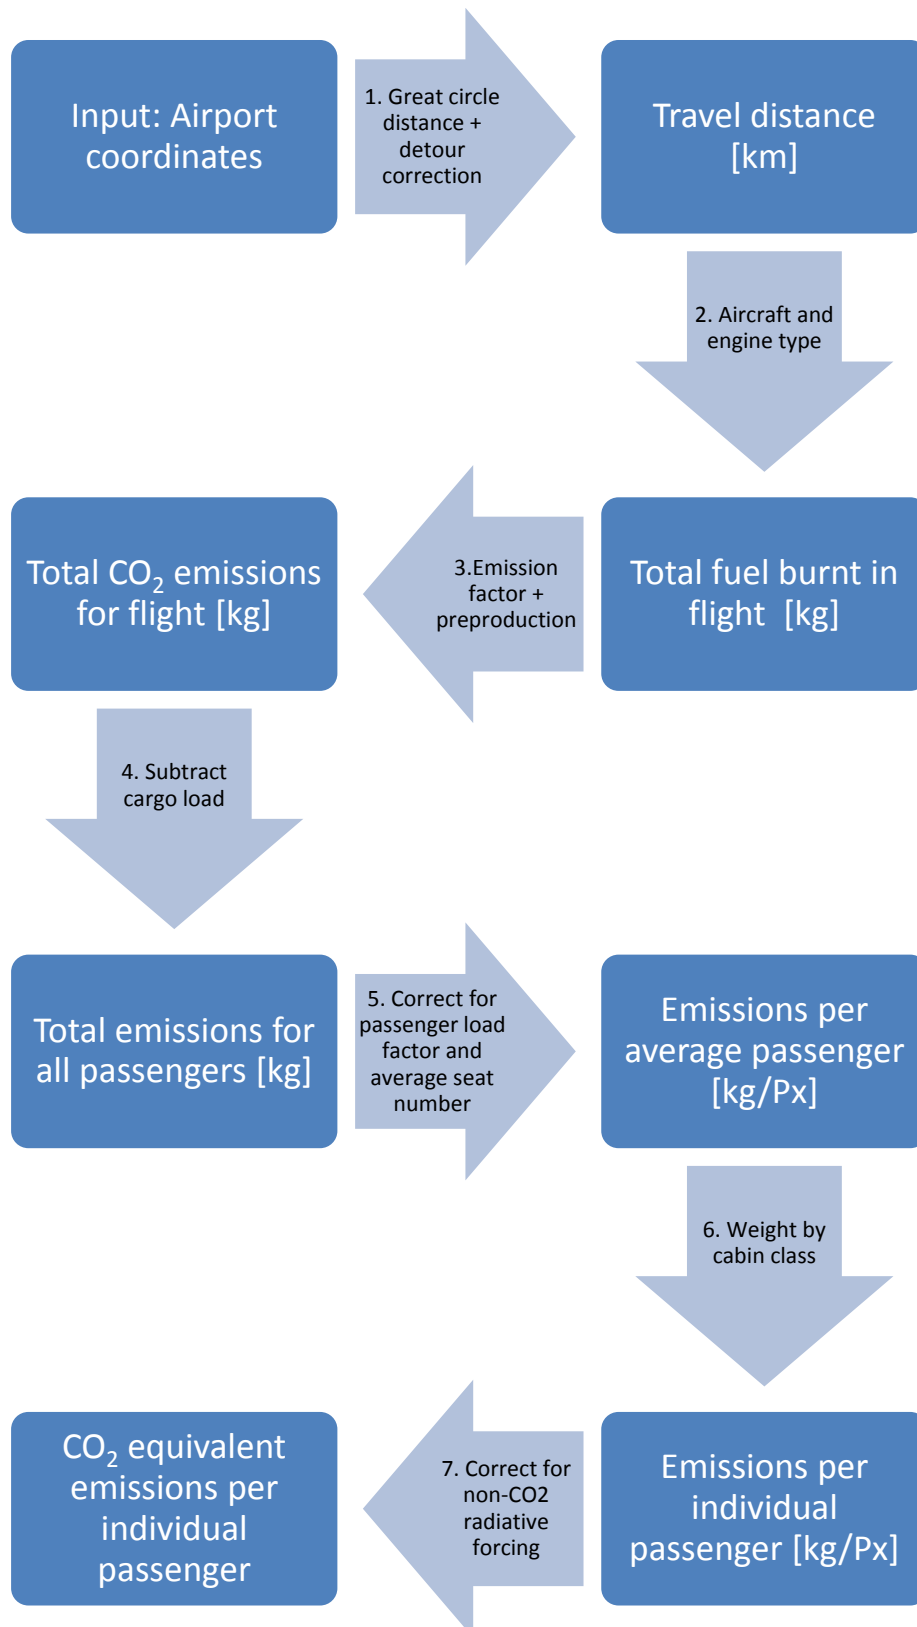 Input: Airport
coordinates
1. Great circle
distance +
detour
correction
Travel distance
[km]
2. Aircraft and
engine type
Total fuel burnt in
flight  [kg]
3.Emission
factor +
preproduction
Total CO₂ emissions
for flight [kg]
4. Subtract
cargo load
Total emissions for
all passengers [kg]
5. Correct for
passenger load
factor and
average seat
number
Emissions per
average passenger
[kg/Px]
6. Weight by
cabin class
Emissions per
individual
passenger [kg/Px]
7. Correct for
non-CO2
radiative
forcing
CO₂ equivalent
emissions per
individual
passenger